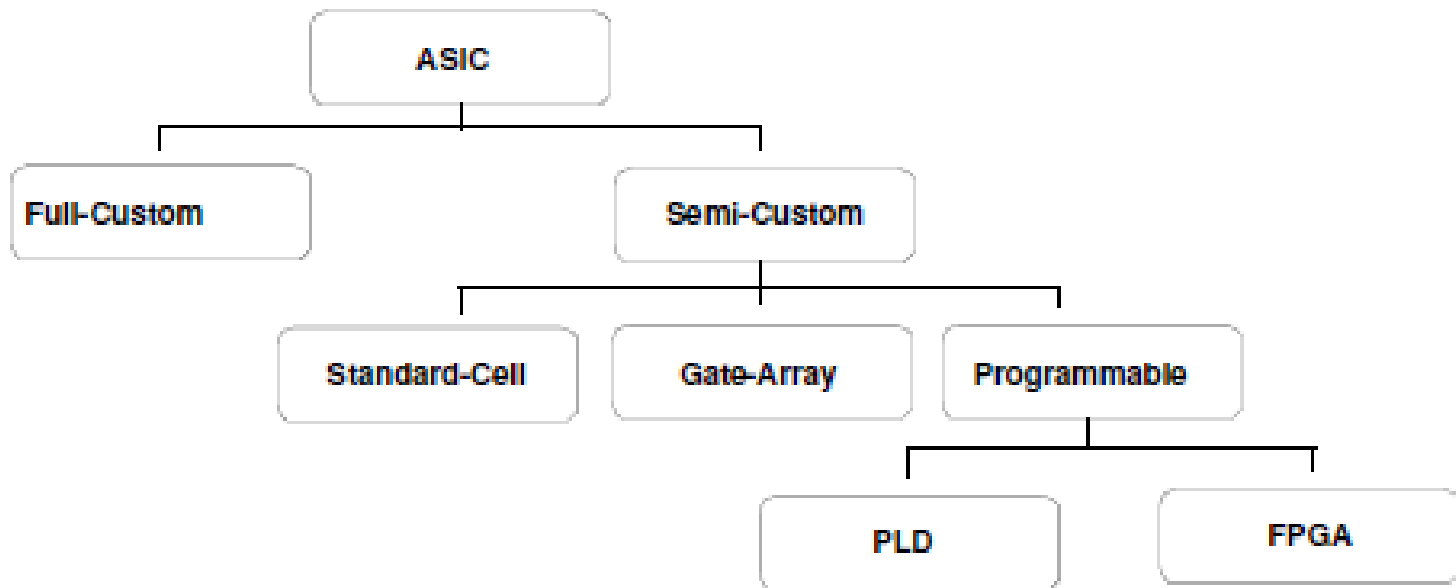 ASIC
Full-Custom
Semi-Custom
Standard-Cell
Gate-Array
Programmable
PLD
FPGA